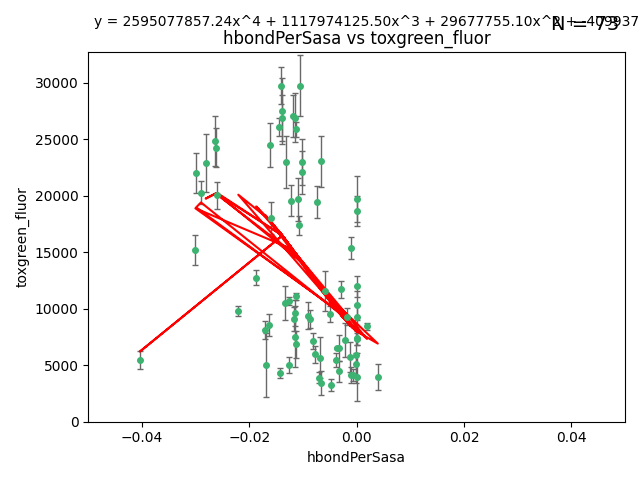 y = 2595077857.24x^4 + 1117974125.50x^3 + 29677755.10x^2 +
N = 73
hbondPerSasa vs toxgreen_fluor
30000
25000
20000
15000
10000
5000
0
toxgreen_fluor
−0.04
−0.02
0.00
0.02
0.04
hbondPerSasa